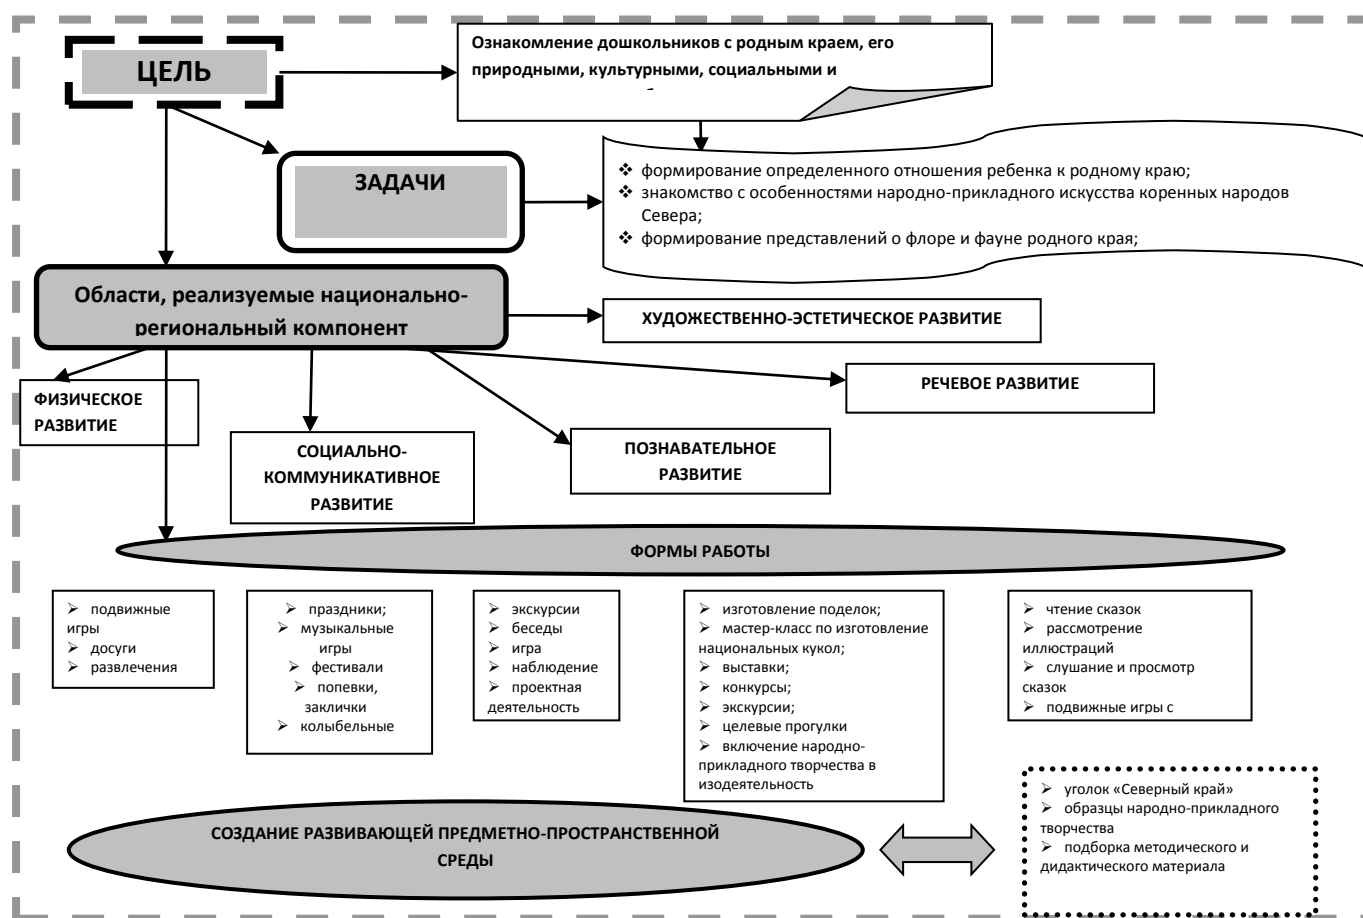 ЦЕЛЬ
Ознакомление дошкольников с родным краем, его
природными, культурными, социальными и
ЗАДАЧИ
❖ формирование определенного отношения ребенка к родному краю;
❖ знакомство с особенностями народно-прикладного искусства коренных народов
Севера;
❖ формирование представлений о флоре и фауне родного края;
Области, реализуемые национально-
региональный компонент
ХУДОЖЕСТВЕННО-ЭСТЕТИЧЕСКОЕ РАЗВИТИЕ
РЕЧЕВОЕ РАЗВИТИЕ
ФИЗИЧЕСКОЕ
РАЗВИТИЕ
СОЦИАЛЬНО-
КОММУНИКАТИВНОЕ
РАЗВИТИЕ
ПОЗНАВАТЕЛЬНОЕ
РАЗВИТИЕ
ФОРМЫ РАБОТЫ
➢ подвижные
игры
➢ досуги
➢ развлечения
➢ праздники;
➢ музыкальные
игры
➢ фестивали
➢ попевки,
заклички
➢ колыбельные
➢ экскурсии
➢ беседы
➢ игра
➢ наблюдение
➢ проектная
деятельность
➢ изготовление поделок;
➢ мастер-класс по изготовление
национальных кукол;
➢ выставки;
➢ конкурсы;
➢ экскурсии;
➢ целевые прогулки
➢ включение народно-
прикладного творчества в
изодеятельность
➢ чтение сказок
➢ рассмотрение
иллюстраций
➢ слушание и просмотр
сказок
➢ подвижные игры с
СОЗДАНИЕ РАЗВИВАЮЩЕЙ ПРЕДМЕТНО-ПРОСТРАНСТВЕННОЙ
СРЕДЫ
➢ уголок «Северный край»
➢ образцы народно-прикладного
творчества
➢ подборка методического и
дидактического материала